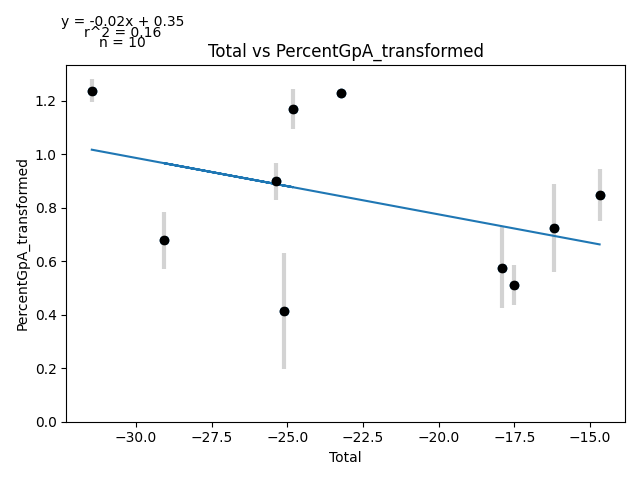 y = -0.02x + 0.35
r^2 = 0.16
n = 10
Total vs PercentGpA_transformed
PercentGpA_transformed
1.2
1.0
0.8
0.6
0.4
0.2
0.0
−30.0 −27.5 −25.0 −22.5 −20.0 −17.5 −15.0
Total